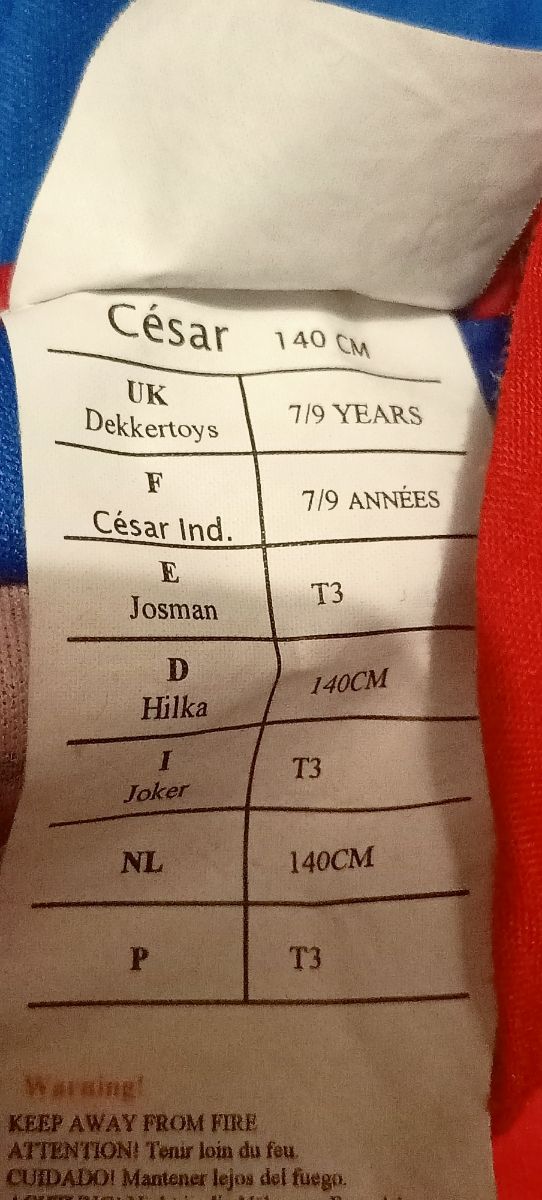 César 140 CM
UK
Dekkertoys
7/9 YEARS
F
César Ind.
7/9 ANNÉES
E
Josman
T3
D
Hilka
140CM
I
Joker
T3
NL
140CM
P
T3
Warning!
KEEP AWAY FROM FIRE
ATTENTION! Tenir loin du feu.
CUIDADO! Mantener lejos del fuego.